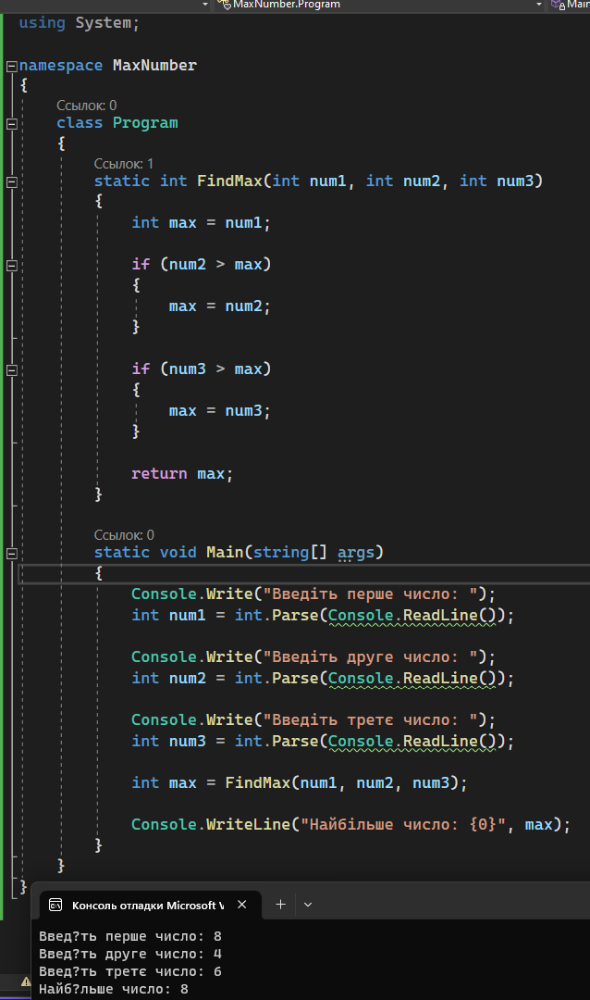 MaxNumber.Program
using System;
namespace MaxNumber
{
Ссылок: 0
class Program
{
Ссылок: 1
static int FindMax(int num1, int num2, int num3)
{
int max = num1;
if (num2 > max)
{
max = num2;
}
if (num3 > max)
{
max = num3;
}
return max;
}
Ссылок: 0
static void Main(string[] args)
{
Console.Write("Введіть перше число: ");
int num1 = int.Parse(Console.ReadLine());
Console.Write("Введіть друге число: ");
int num2 = int.Parse(Console.ReadLine());
Console.Write("Введіть третє число: ");
int num3 = int.Parse(Console.ReadLine());
int max = FindMax(num1, num2, num3);
Console.WriteLine("Найбільше число: {0}", max);
}
}
}
Консоль отладки Microsoft
Введ?ть перше число: 8
Введ?ть друге число: 4
Введ?ть третє число: 6
Найб?льше число: 8